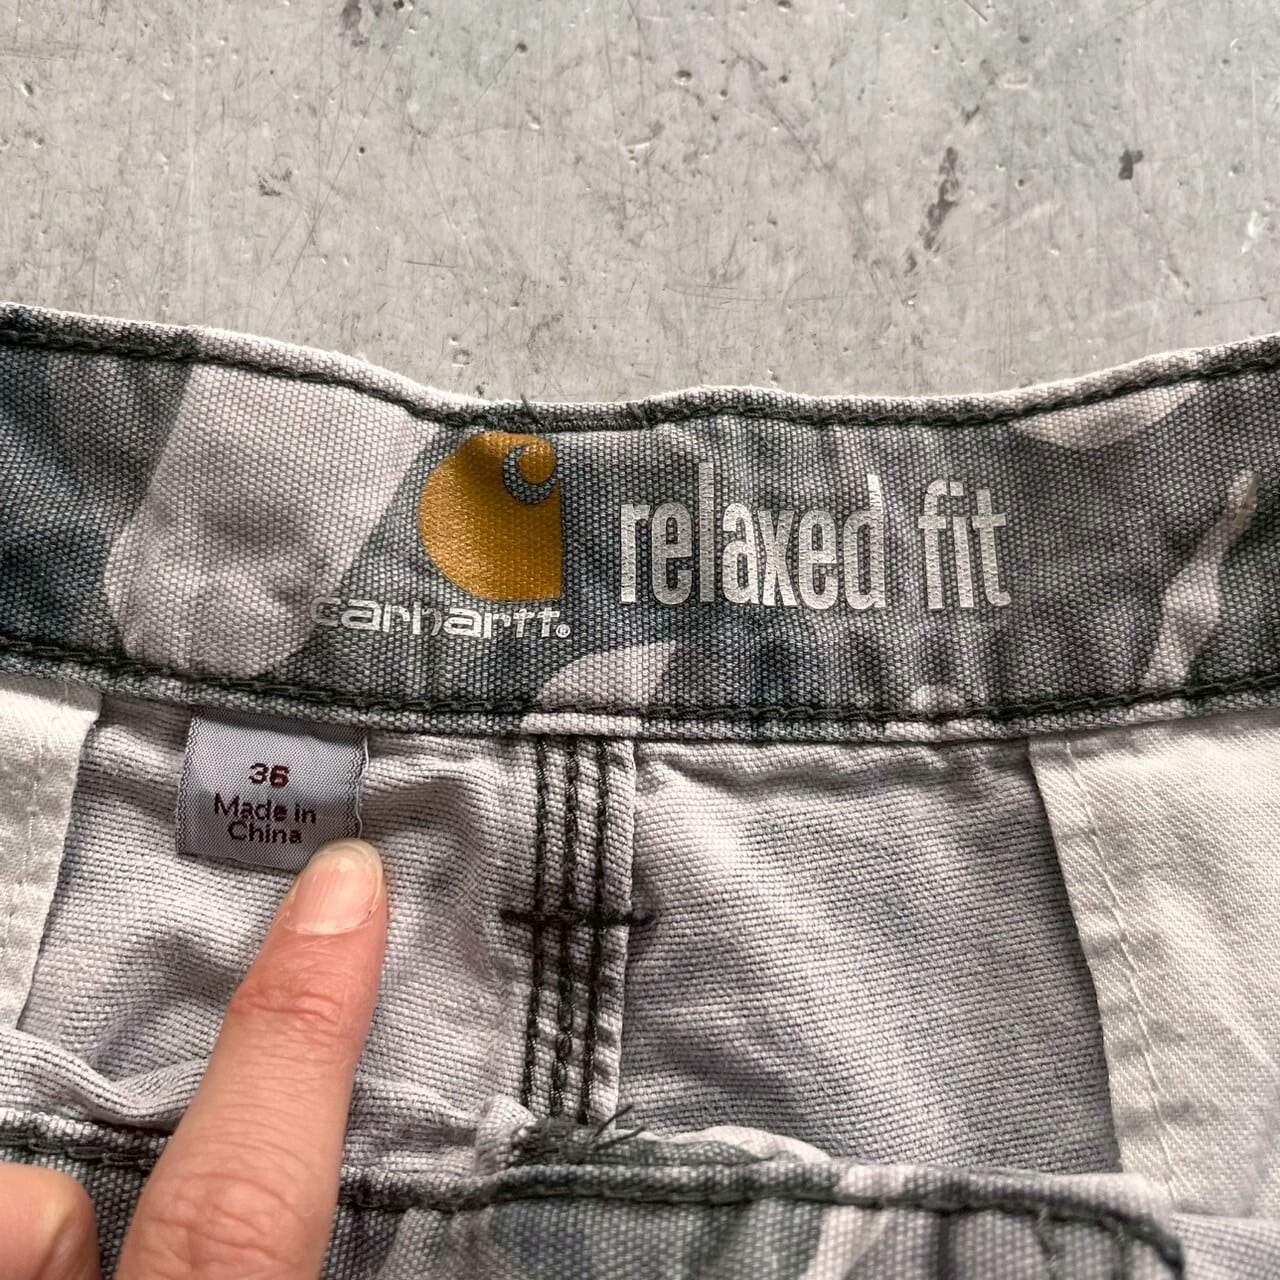 relaxed fit
carhartt®
36
Made in
China